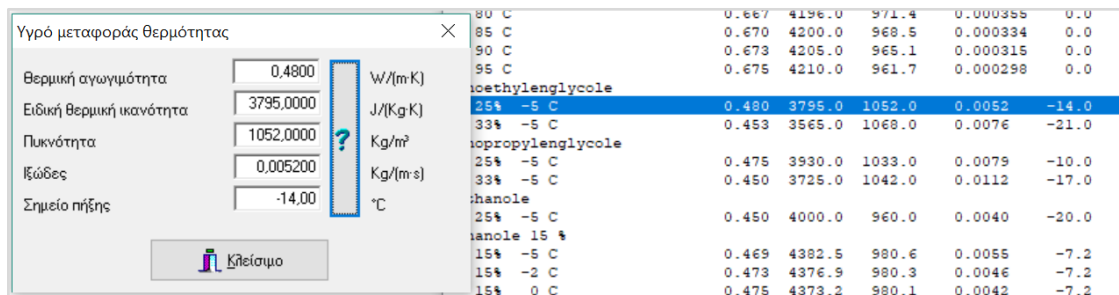 Υγρό μεταφοράς θερμότητας
Θερμική αγωγιμότητα 0,4800 W/(m·K)
Ειδική θερμική ικανότητα 3795,0000 J/(Kg·K)
Πυκνότητα 1052,0000 Kg/m³
Ιξώδες 0,005200 Kg/(m·s)
Σημείο πήξης -14,00 °C
?
Κλείσιμο
80 C 0.667 4196.0 971.4 0.000355 0.0
85 C 0.670 4200.0 968.5 0.000334 0.0
90 C 0.673 4205.0 965.1 0.000315 0.0
95 C 0.675 4210.0 961.7 0.000298 0.0
noethylenglycole
25% -5 C 0.480 3795.0 1052.0 0.0052 -14.0
33% -5 C 0.453 3565.0 1068.0 0.0076 -21.0
nopropylenglycole
25% -5 C 0.475 3930.0 1033.0 0.0079 -10.0
33% -5 C 0.450 3725.0 1042.0 0.0112 -17.0
thanole
25% -5 C 0.450 4000.0 960.0 0.0040 -20.0
hanole 15 %
15% -5 C 0.469 4382.5 980.6 0.0055 -7.2
15% -2 C 0.473 4376.9 980.3 0.0046 -7.2
15% 0 C 0.475 4373.2 980.1 0.0042 -7.2